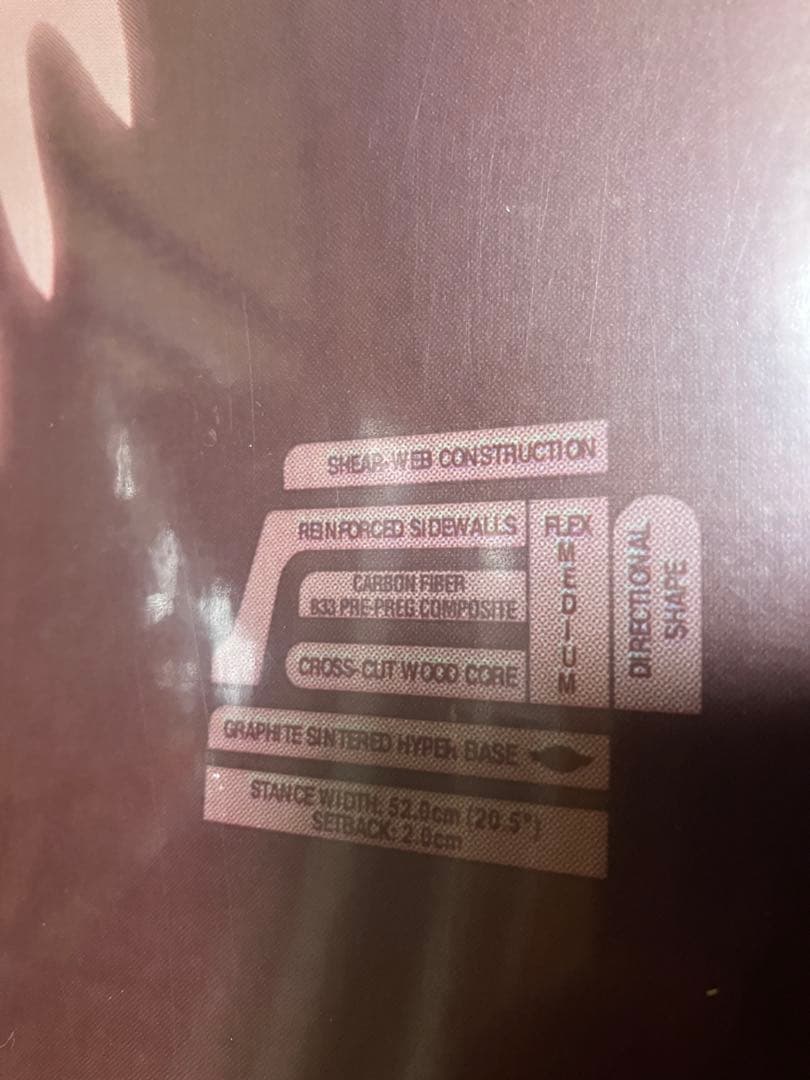 SHEAR-WEB CONSTRUCTION
REINFORCED SIDEWALLS
CARBON FIBER
633 PRE-PREG COMPOSITE
CROSS-CUT WOOD CORE
FLEX
MEDIUM
DIRECTIONAL
SHAPE
GRAPHITE SINTERED HYPER BASE
STANCE WIDTH: 52.0cm (20.5")
SETBACK: 2.0cm